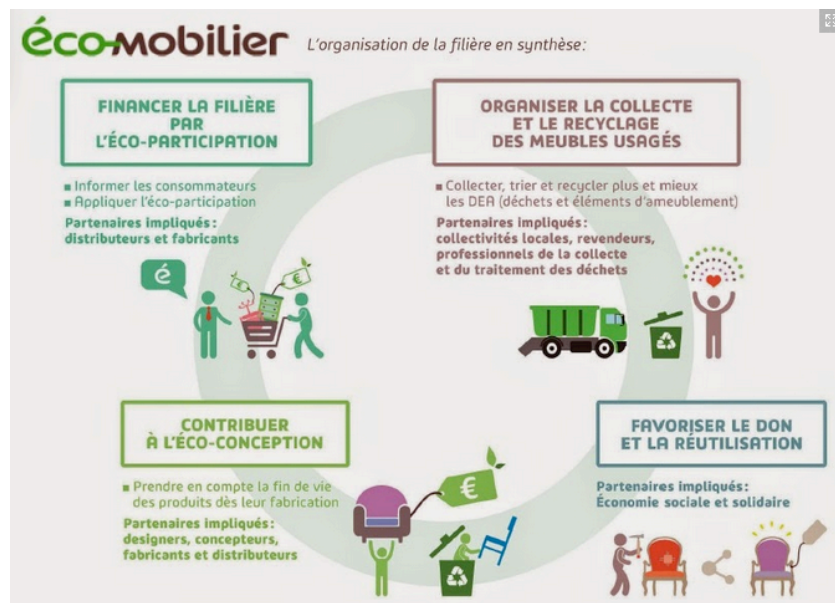 éco-mobilier
L'organisation de la filière en synthèse:
FINANCER LA FILIÈRE
PAR
L'ÉCO-PARTICIPATION
Informer les consommateurs
Appliquer l'éco-participation
Partenaires impliqués:
distributeurs et fabricants
é
€
ORGANISER LA COLLECTE
ET LE RECYCLAGE
DES MEUBLES USAGÉS
Collecter, trier et recycler plus et mieux
les DEA (déchets et éléments d'ameublement)
Partenaires impliqués:
collectivités locales, revendeurs,
professionnels de la collecte
et du traitement des déchets
CONTRIBUER
À L'ÉCO-CONCEPTION
Prendre en compte la fin de vie
des produits dès leur fabrication
Partenaires impliqués:
designers, concepteurs,
fabricants et distributeurs
€
FAVORISER LE DON
ET LA RÉUTILISATION
Partenaires impliqués:
Économie sociale et solidaire